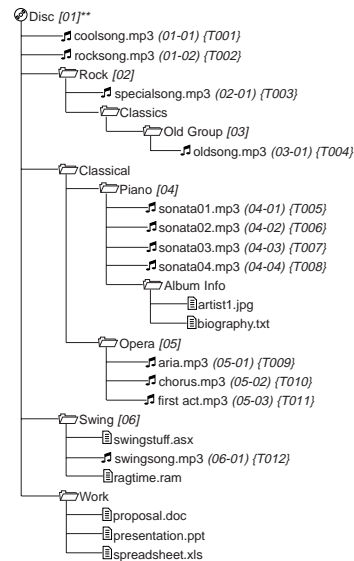 Disc [01]**
coolsong.mp3 (01-01) {T001}
rocksong.mp3 (01-02) {T002}
Rock [02]
specialsong.mp3 (02-01) {T003}
Classics
Old Group [03]
oldsong.mp3 (03-01) {T004}
Classical
Piano [04]
sonata01.mp3 (04-01) {T005}
sonata02.mp3 (04-02) {T006}
sonata03.mp3 (04-03) {T007}
sonata04.mp3 (04-04) {T008}
Album Info
artist1.jpg
biography.txt
Opera [05]
aria.mp3 (05-01) {T009}
chorus.mp3 (05-02) {T010}
first act.mp3 (05-03) {T011}
Swing [06]
swingstuff.asx
swingsong.mp3 (06-01) {T012}
ragtime.ram
Work
proposal.doc
presentation.ppt
spreadsheet.xls